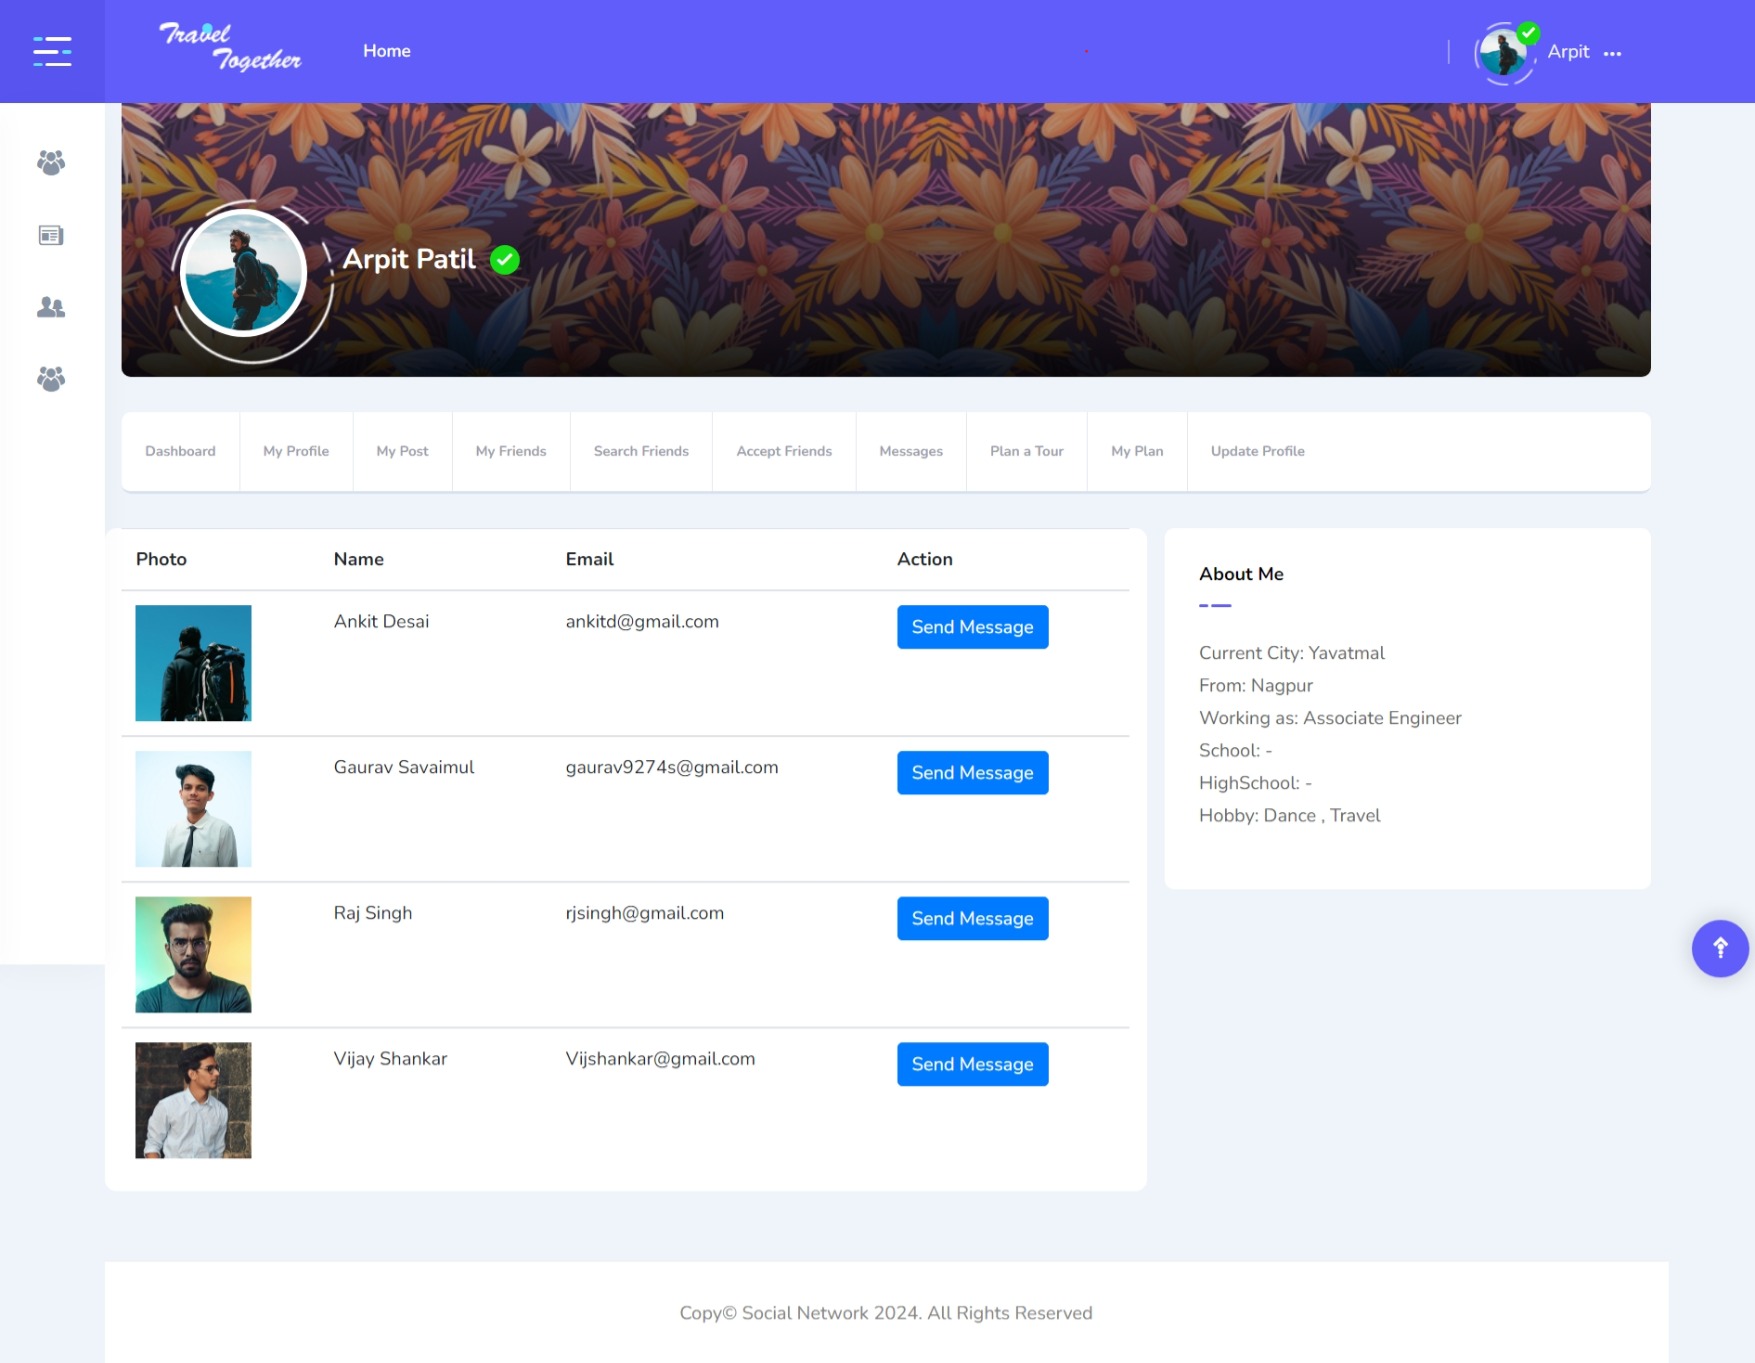 Travel
Together
Home
Arpit
Arpit Patil
Dashboard My Profile My Post My Friends Search Friends Accept Friends Messages Plan a Tour My Plan Update Profile
Photo Name Email Action
Ankit Desai ankitd@gmail.com Send Message
Gaurav Savaimul gaurav9274s@gmail.com Send Message
Raj Singh rjsingh@gmail.com Send Message
Vijay Shankar Vijshankar@gmail.com Send Message
About Me
Current City: Yavatmal
From: Nagpur
Working as: Associate Engineer
School: -
HighSchool: -
Hobby: Dance , Travel
Copy© Social Network 2024. All Rights Reserved